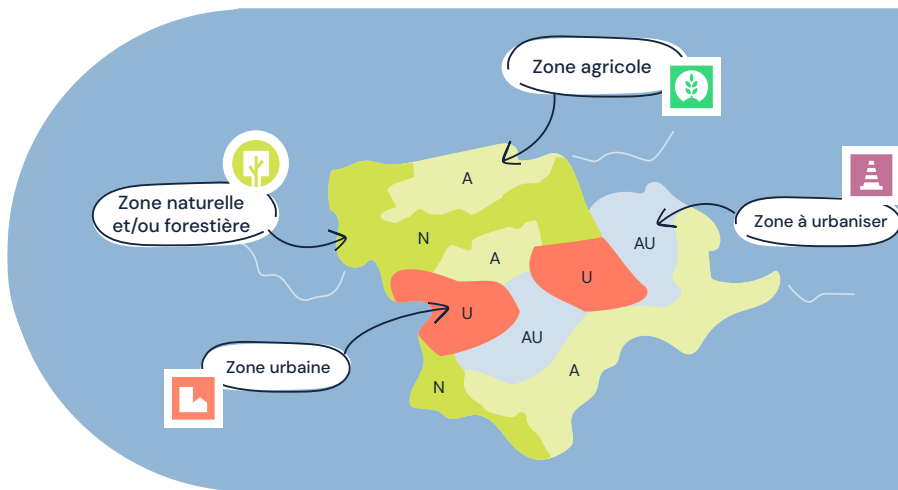 Zone agricole
A
Zone naturelle
et/ou forestière
Zone à urbaniser
N
AU
A
U
U
AU
Zone urbaine
A
N